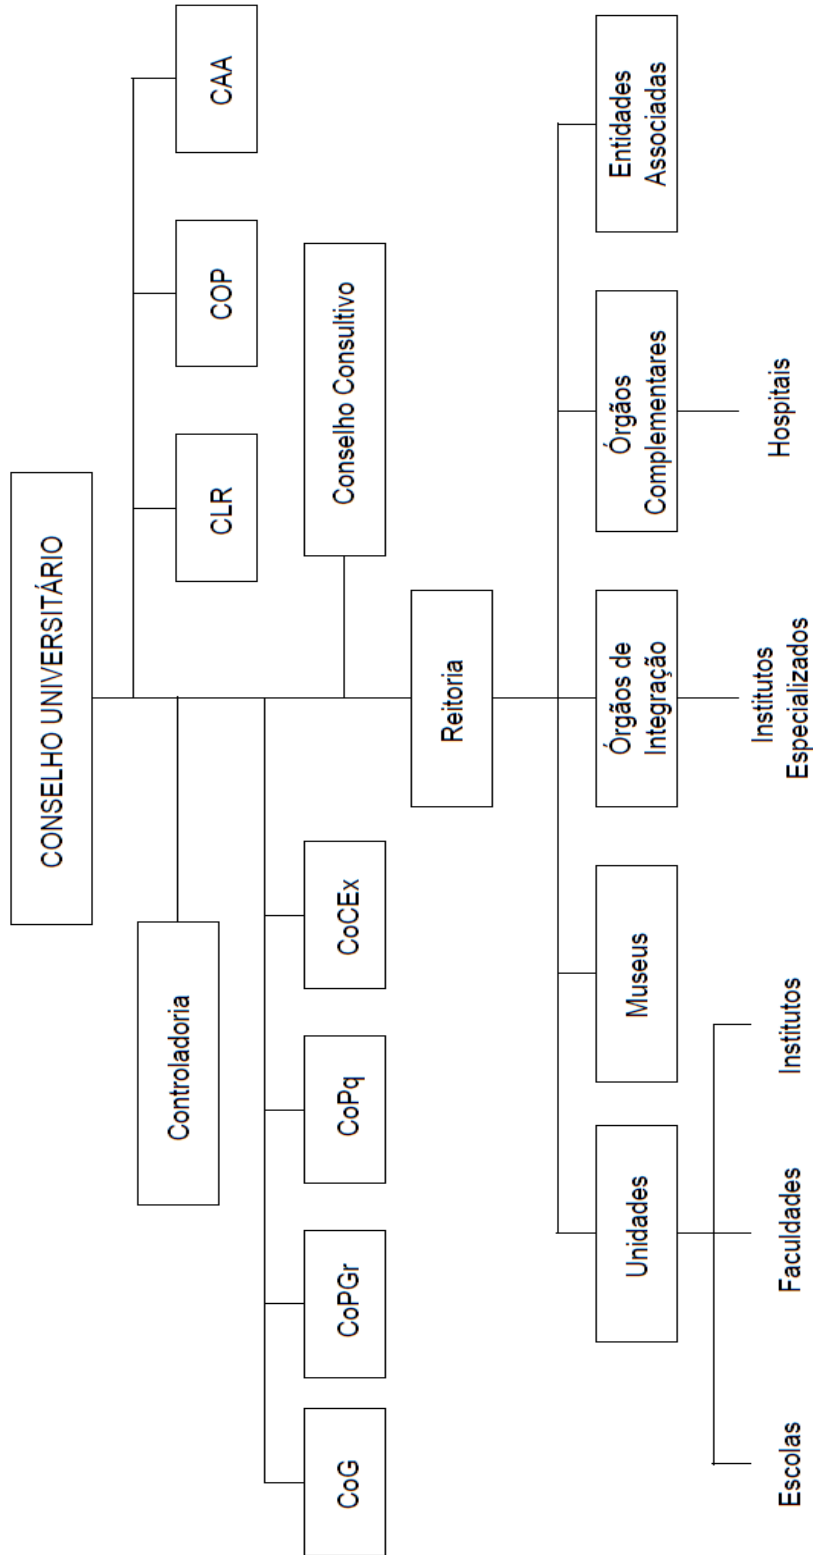 CONSELHO UNIVERSITÁRIO
Controladoria
CLR
COP
CAA
CoG
CoPGr
CoPq
CoCEx
Conselho Consultivo
Reitoria
Unidades
Museus
Órgãos de
Integração
Órgãos
Complementares
Entidades
Associadas
Escolas
Faculdades
Institutos
Institutos
Especializados
Hospitais